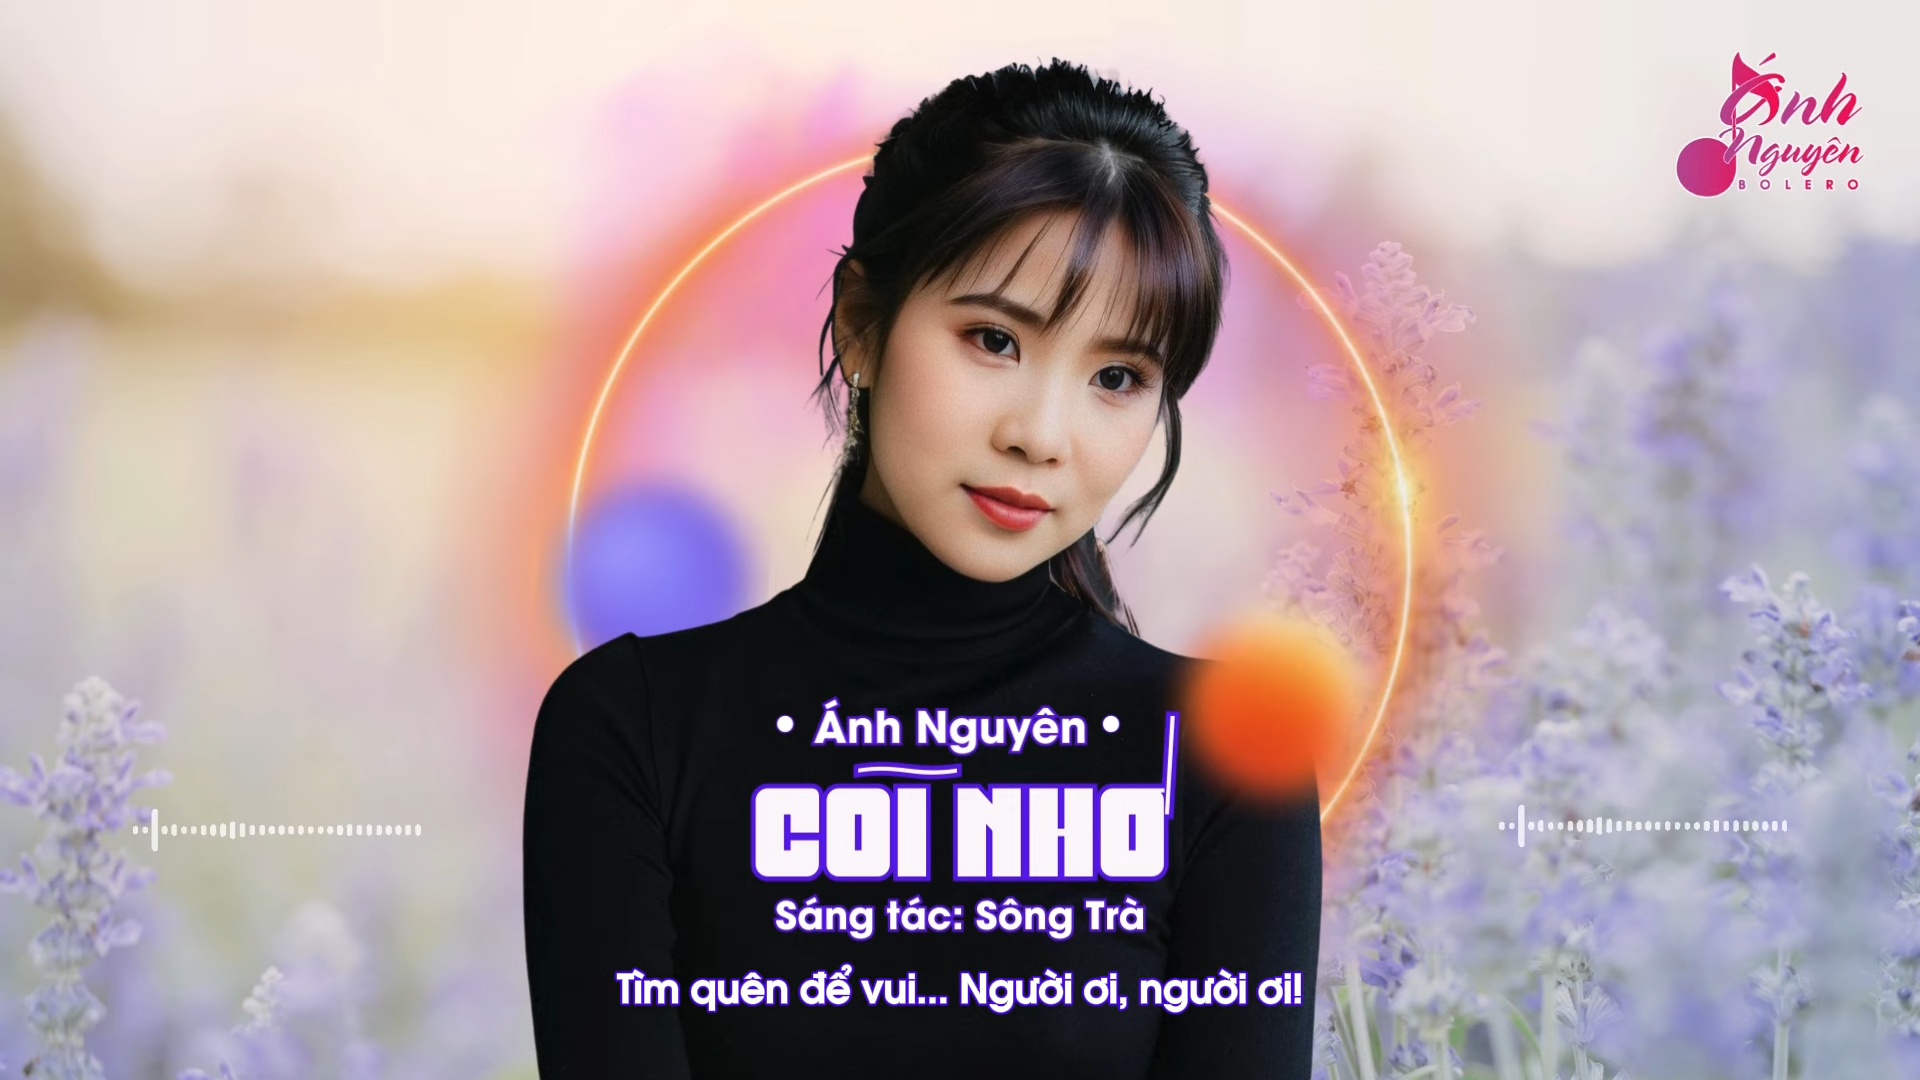 Ánh
Nguyên
BOLERO
• Ánh Nguyên •
CÕI NHỚ
Sáng tác: Sông Trà
Tìm quên để vui... Người ơi, người ơi!